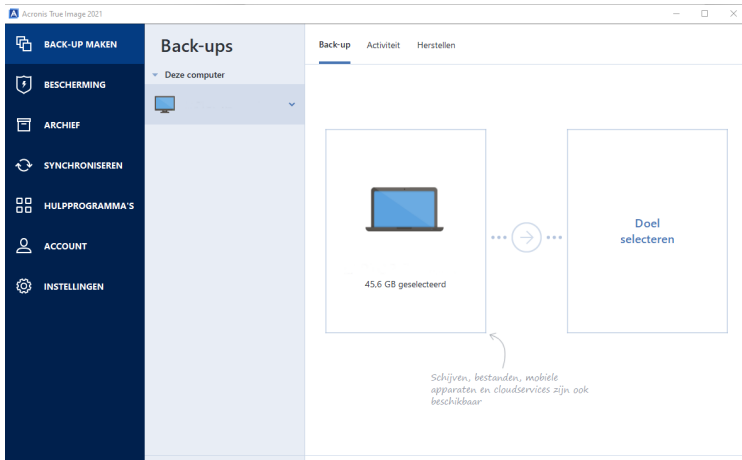 Acronis True Image 2021
BACK-UP MAKEN
BESCHERMING
ARCHIEF
SYNCHRONISEREN
HULPPROGRAMMA'S
ACCOUNT
INSTELLINGEN
Back-ups
Deze computer
Back-up Activiteit Herstellen
45,6 GB geselecteerd
Doel
selecteren
Schijven, bestanden, mobiele
apparaten en cloudservices zijn ook
beschikbaar